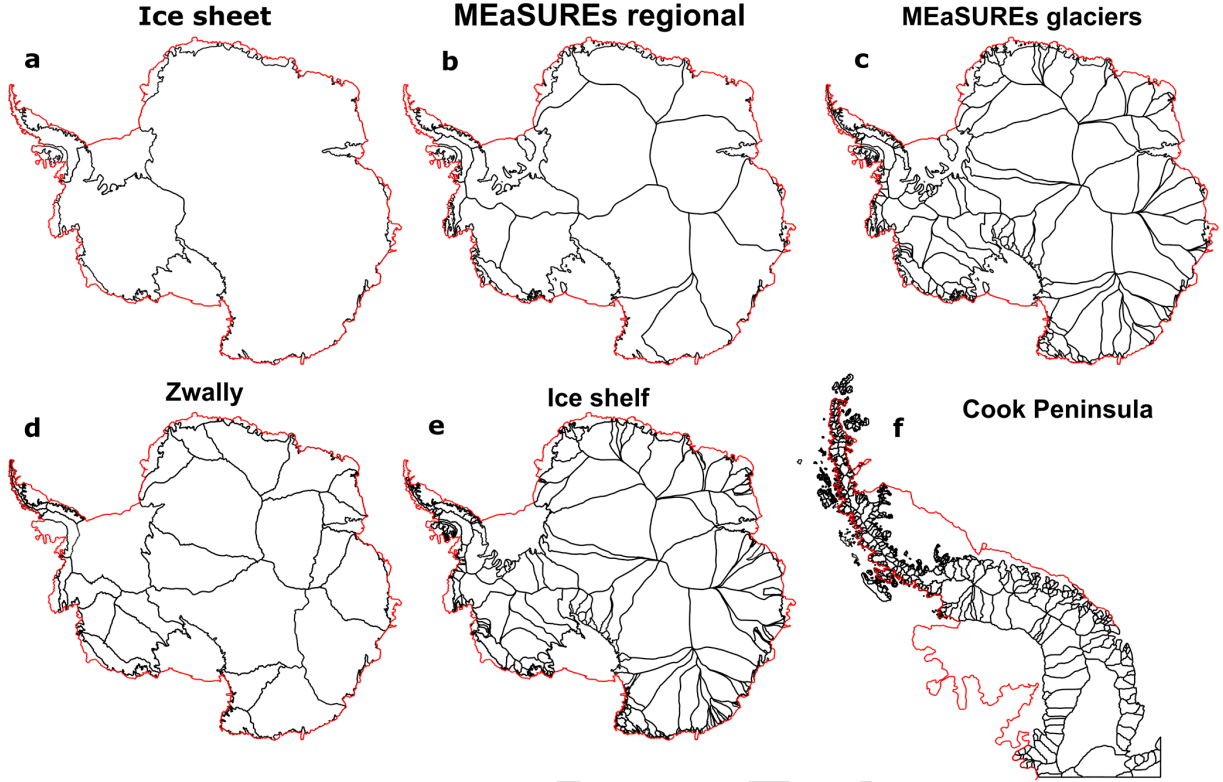 Ice sheet
MEaSUREs regional
MEaSUREs glaciers
a
b
c
Zwally
Ice shelf
Cook Peninsula
d
e
f